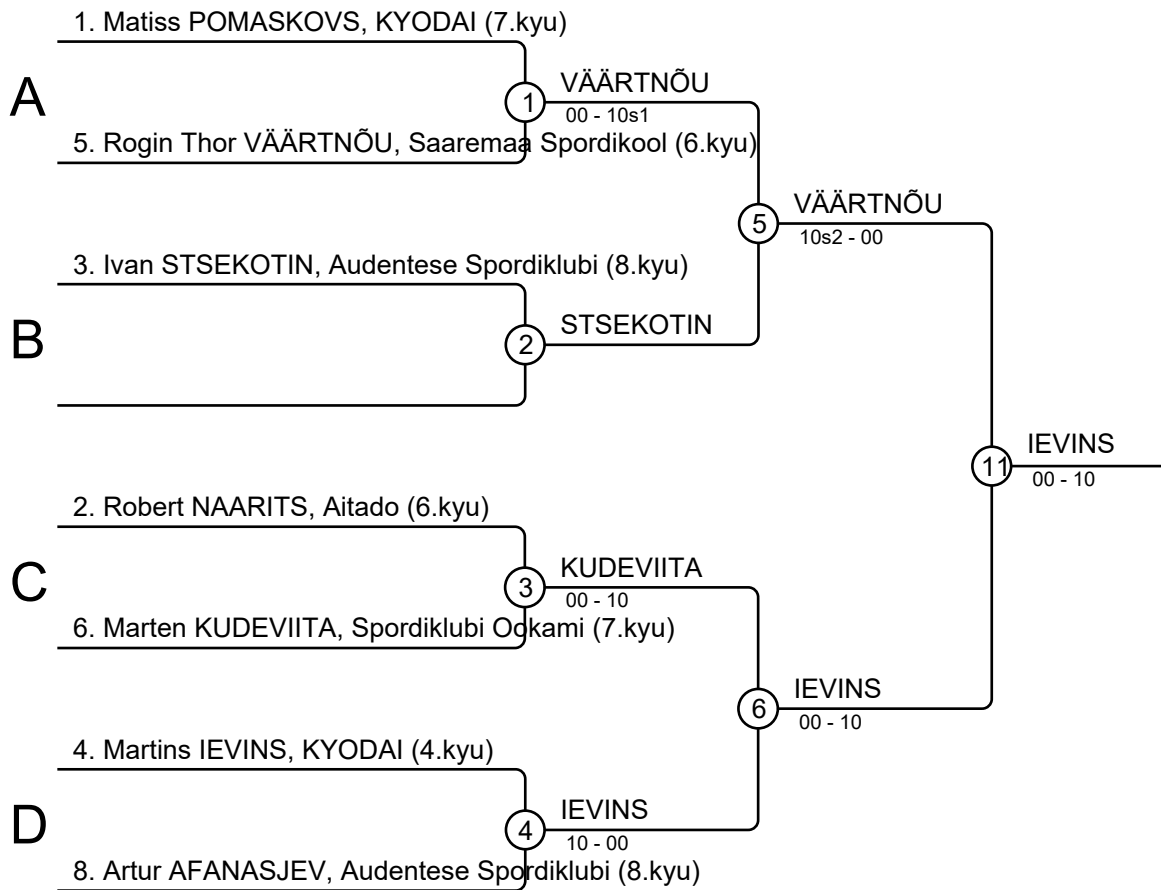 1. Matiss POMASKOVS, KYODAI (7.kyu)
A
1
VÄÄRTNÕU
00 - 10s1
5. Rogin Thor VÄÄRTNÕU, Saaremaa Spordikool (6.kyu)
5
VÄÄRTNÕU
10s2 - 00
3. Ivan STSEKOTIN, Audentese Spordiklubi (8.kyu)
B
2
STSEKOTIN
11
IEVINS
00 - 10
2. Robert NAARITS, Aitado (6.kyu)
C
3
KUDEVIITA
00 - 10
6. Marten KUDEVIITA, Spordiklubi Ookami (7.kyu)
6
IEVINS
00 - 10
4. Martins IEVINS, KYODAI (4.kyu)
D
4
IEVINS
10 - 00
8. Artur AFANASJEV, Audentese Spordiklubi (8.kyu)